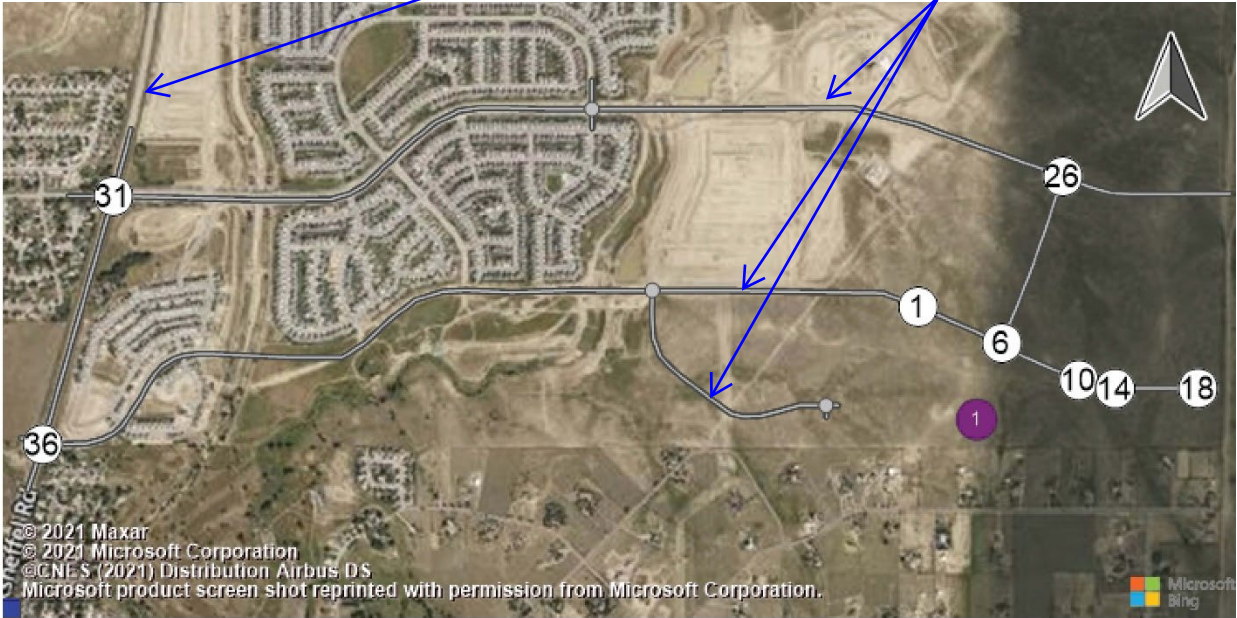 31
26
1
6
10
14
18
1
36
© 2021 Maxar
© 2021 Microsoft Corporation
©CNES (2021) Distribution Airbus DS
Microsoft product screen shot reprinted with permission from Microsoft Corporation.
Microsoft
Bing